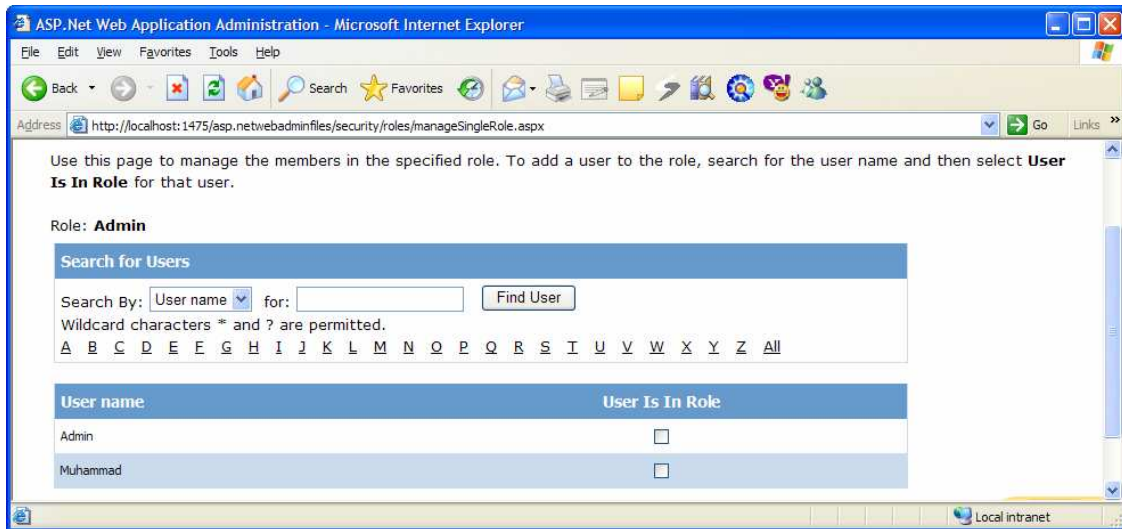 ASP.Net Web Application Administration - Microsoft Internet Explorer
File Edit View Favorites Tools Help
Back Search Favorites
Address http://localhost:1475/asp.netwebadminfiles/security/roles/manageSingleRole.aspx Go Links »
Use this page to manage the members in the specified role. To add a user to the role, search for the user name and then select User
Is In Role for that user.
Role: Admin
Search for Users
Search By: User name for: Find User
Wildcard characters * and ? are permitted.
A B C D E F G H I J K L M N O P Q R S T U V W X Y Z All
User name User Is In Role
Admin
Muhammad
Local intranet